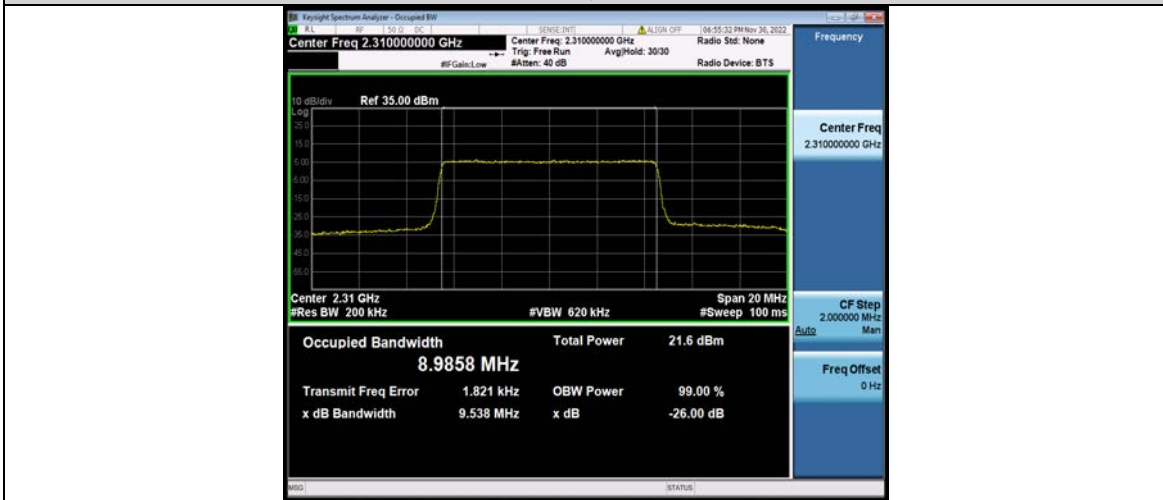 Keysight Spectrum Analyzer - Occupied BW
RL RF 50 Ω DC SENSE:INT ALIGN OFF 06:55:32 PM Nov 30, 2022
Center Freq 2.310000000 GHz Center Freq: 2.310000000 GHz Radio Std: None
Trig: Free Run Avg|Hold: 30/30
#IFGain:Low #Atten: 40 dB Radio Device: BTS
Frequency
10 dB/div Ref 35.00 dBm
Log
25.0
15.0
5.00
-5.00
-15.0
-25.0
-35.0
-45.0
-55.0
Center Freq
2.310000000 GHz
Center 2.31 GHz Span 20 MHz
#Res BW 200 kHz #VBW 620 kHz #Sweep 100 ms
CF Step
2.000000 MHz
Auto Man
Occupied Bandwidth Total Power 21.6 dBm
8.9858 MHz
Freq Offset
0 Hz
Transmit Freq Error 1.821 kHz OBW Power 99.00 %
x dB Bandwidth 9.538 MHz x dB -26.00 dB
MSG STATUS